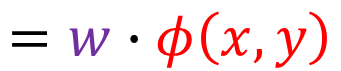 = w · ϕ(x, y)